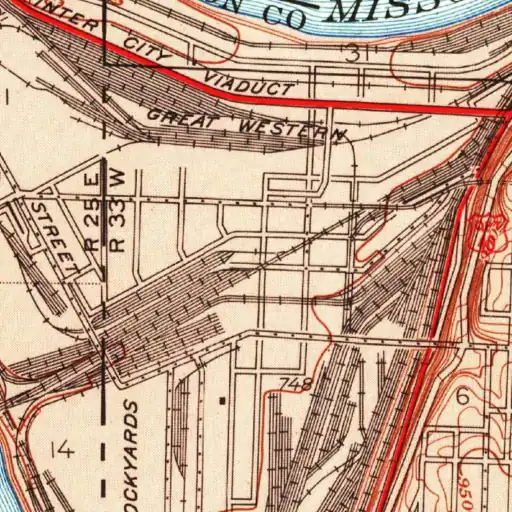 CO MISS
INTER CITY VIADUCT
31
GREAT WESTERN
1
STREET
R 25 E
R 33 W
748
6
14
OCKYARDS
950